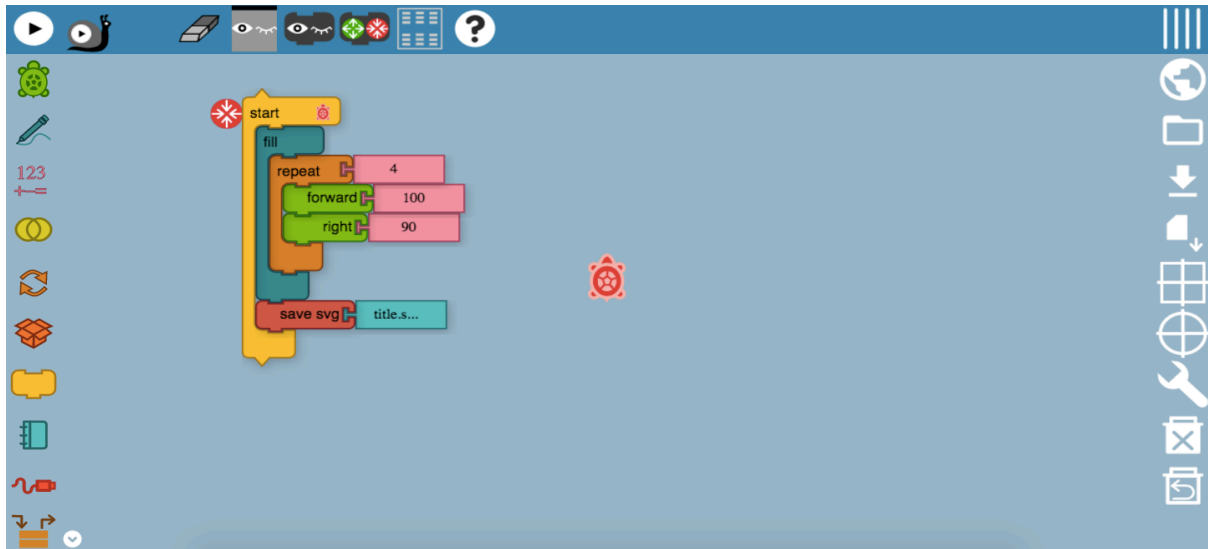 ?
start
fill
123
+−=
repeat 4
forward 100
right 90
save svg title.s...